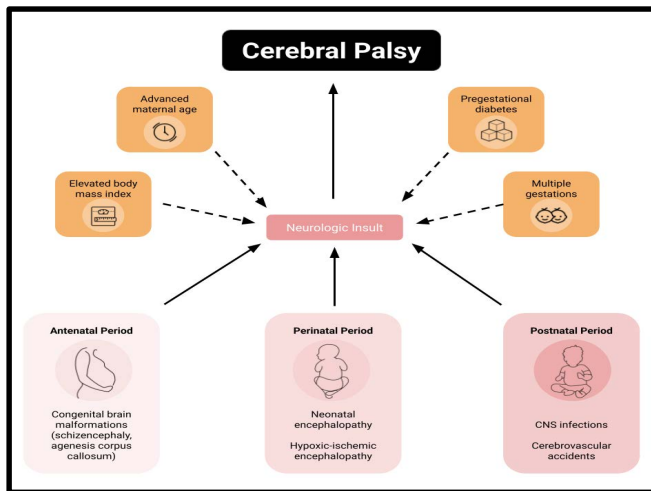 Cerebral Palsy
Advanced
maternal age
Pregestational
diabetes
Elevated body
mass index
Multiple
gestations
Neurologic Insult
Antenatal Period
Congenital brain
malformations
(schizencephaly,
agenesis corpus
callosum)
Perinatal Period
Neonatal
encephalopathy
Hypoxic-ischemic
encephalopathy
Postnatal Period
CNS infections
Cerebrovascular
accidents